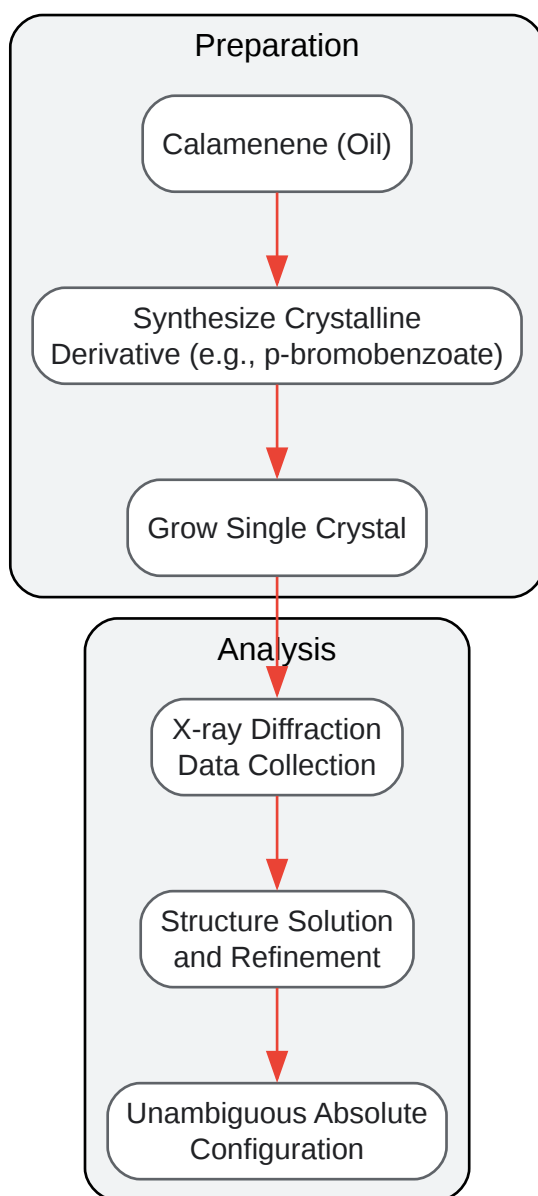 Preparation
Calamenene (Oil)
Synthesize Crystalline
Derivative (e.g., p-bromobenzoate)
Grow Single Crystal
Analysis
X-ray Diffraction
Data Collection
Structure Solution
and Refinement
Unambiguous Absolute
Configuration